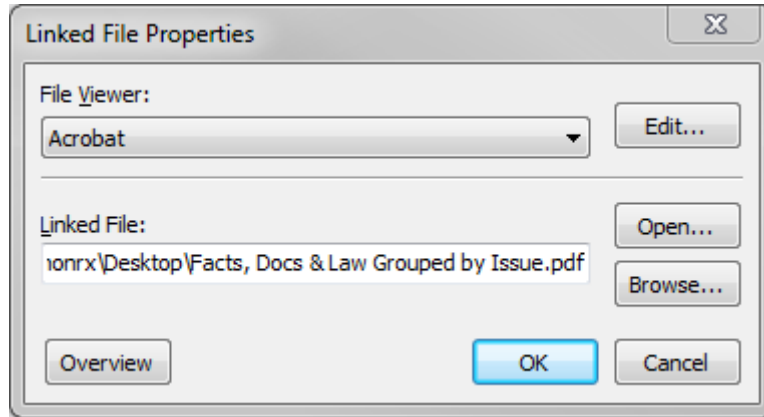 Linked File Properties
File Viewer:
Acrobat
Edit...
Linked File:
Open...
\Desktop\Facts, Docs & Law Grouped by Issue.pdf
Browse...
Overview
OK
Cancel